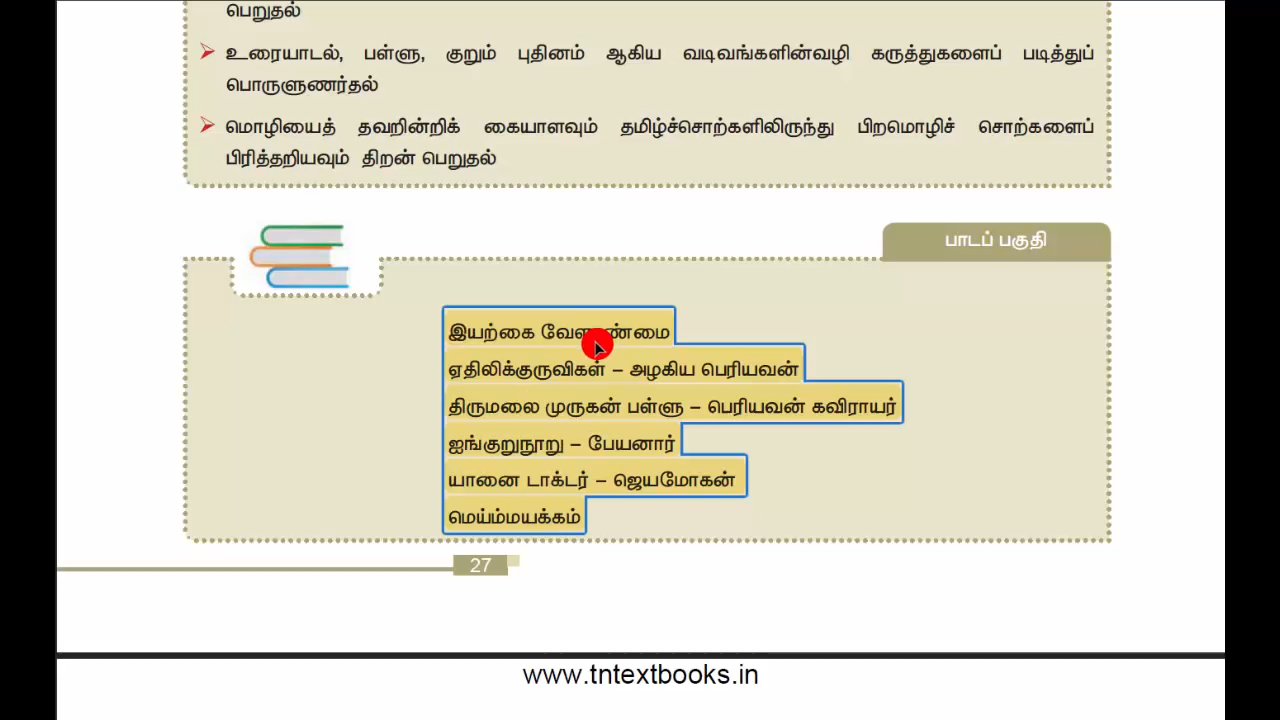 பெறுதல்
உரையாடல், பள்ளு, குறும் புதினம் ஆகிய வடிவங்களின்வழி கருத்துகளைப் படித்துப்
பொருளுணர்தல்
மொழியைத் தவறின்றிக் கையாளவும் தமிழ்ச்சொற்களிலிருந்து பிறமொழிச் சொற்களைப்
பிரித்தறியவும் திறன் பெறுதல்
பாடப் பகுதி
இயற்கை வேளாண்மை
ஏதிலிக்குருவிகள் – அழகிய பெரியவன்
திருமலை முருகன் பள்ளு – பெரியவன் கவிராயர்
ஐங்குறுநூறு – பேயனார்
யானை டாக்டர் – ஜெயமோகன்
மெய்ம்மயக்கம்
27
www.tntextbooks.in